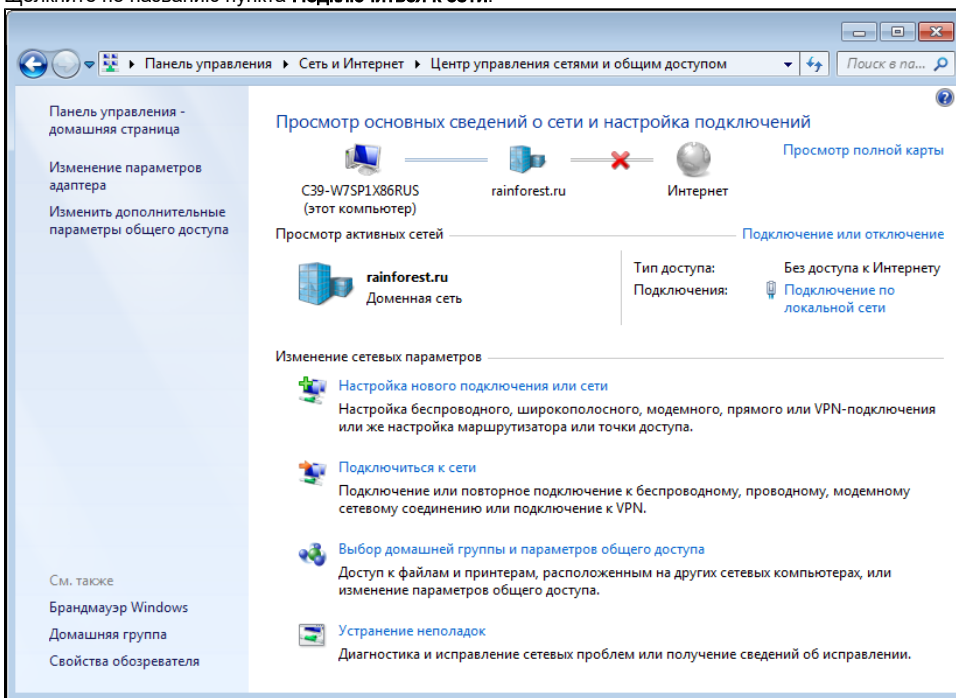 Щелкните по названию пункта Подключиться к сети.
Панель управления ▸ Сеть и Интернет ▸ Центр управления сетями и общим доступом
Поиск в па...
Панель управления -
домашняя страница
Изменение параметров
адаптера
Изменить дополнительные
параметры общего доступа
См. также
Брандмауэр Windows
Домашняя группа
Свойства обозревателя
Просмотр основных сведений о сети и настройка подключений
Просмотр полной карты
C39-W7SP1X86RUS
(этот компьютер)
rainforest.ru
Интернет
Просмотр активных сетей
Подключение или отключение
rainforest.ru
Доменная сеть
Тип доступа: Без доступа к Интернету
Подключения: Подключение по
локальной сети
Изменение сетевых параметров
Настройка нового подключения или сети
Настройка беспроводного, широкополосного, модемного, прямого или VPN-подключения
или же настройка маршрутизатора или точки доступа.
Подключиться к сети
Подключение или повторное подключение к беспроводному, проводному, модемному
сетевому соединению или подключение к VPN.
Выбор домашней группы и параметров общего доступа
Доступ к файлам и принтерам, расположенным на других сетевых компьютерах, или
изменение параметров общего доступа.
Устранение неполадок
Диагностика и исправление сетевых проблем или получение сведений об исправлении.